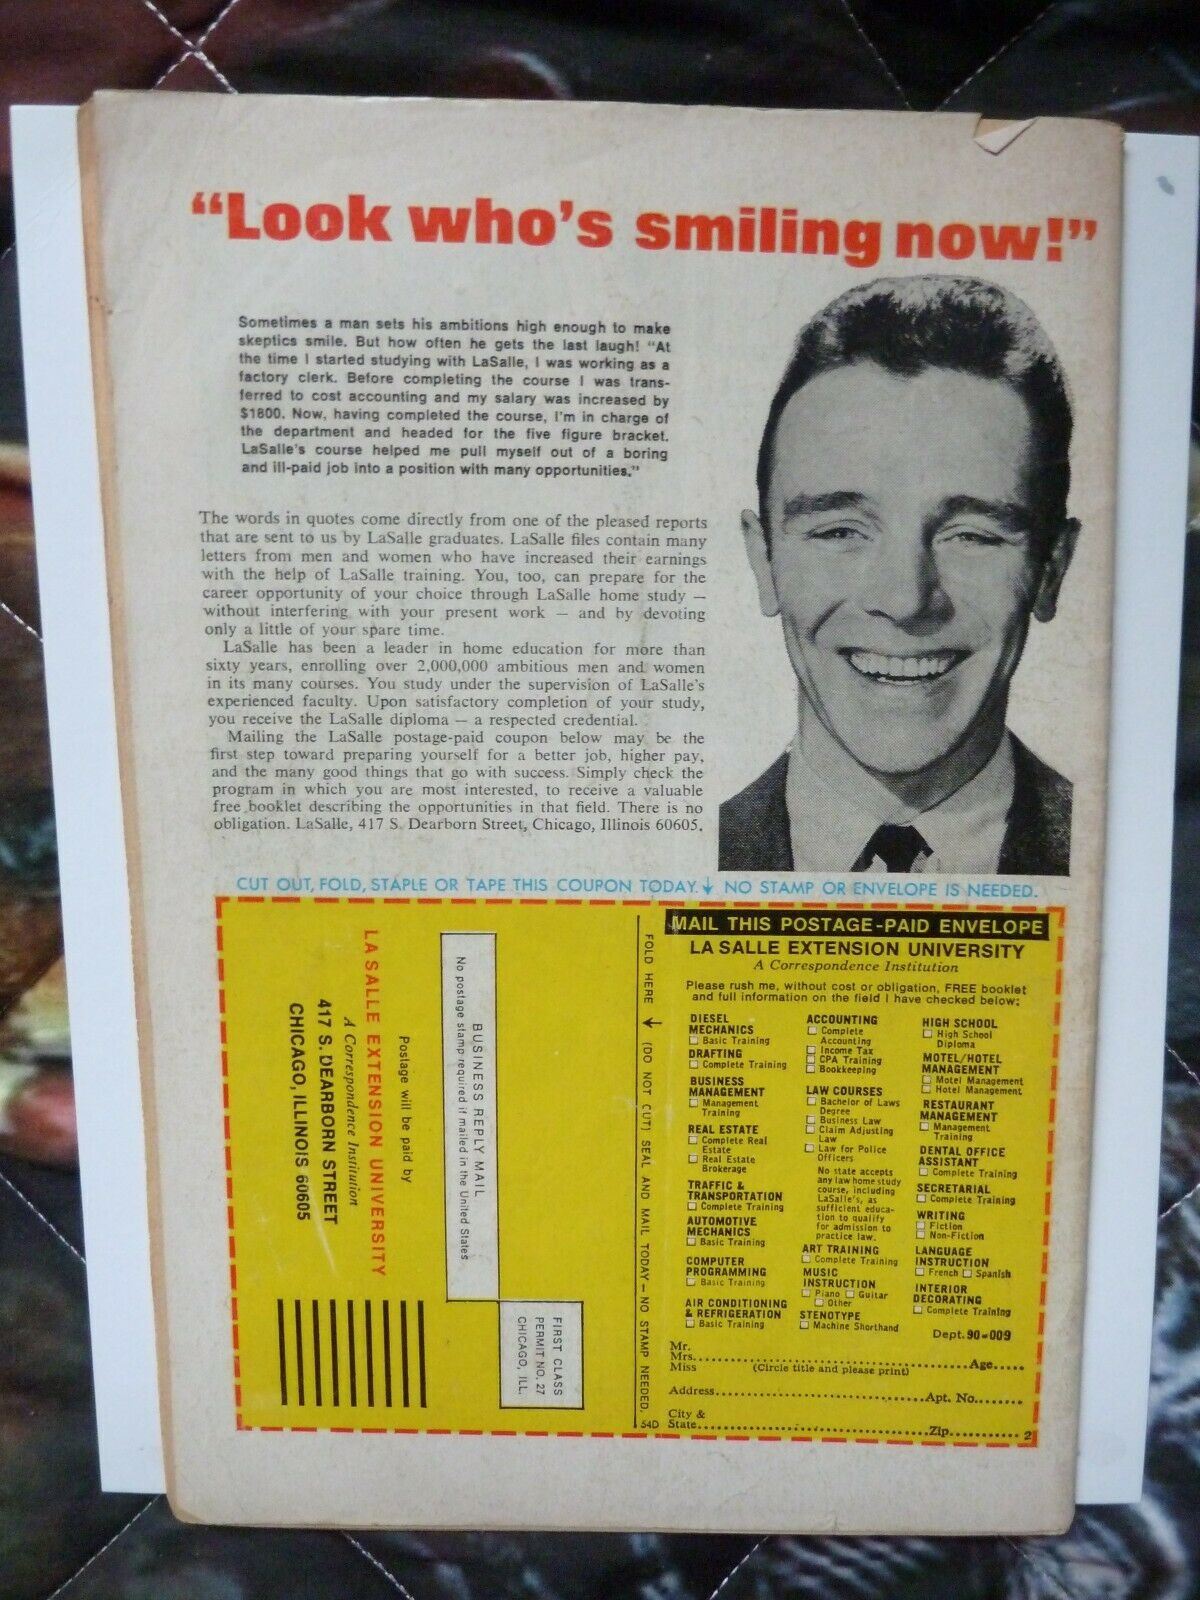 “Look who’s smiling now!”
Sometimes a man sets his ambitions high enough to make
skeptics smile. But how often he gets the last laugh! “At
the time I started studying with LaSalle, I was working as a
factory clerk. Before completing the course I was trans-
ferred to cost accounting and my salary was increased by
$1800. Now, having completed the course, I’m in charge of
the department and headed for the five figure bracket.
LaSalle’s course helped me pull myself out of a boring
and ill-paid job into a position with many opportunities.”
The words in quotes come directly from one of the pleased reports
that are sent to us by LaSalle graduates. LaSalle files contain many
letters from men and women who have increased their earnings
with the help of LaSalle training. You, too, can prepare for the
career opportunity of your choice through LaSalle home study —
without interfering with your present work — and by devoting
only a little of your spare time.
LaSalle has been a leader in home education for more than
sixty years, enrolling over 2,000,000 ambitious men and women
in its many courses. You study under the supervision of LaSalle’s
experienced faculty. Upon satisfactory completion of your study,
you receive the LaSalle diploma — a respected credential.
Mailing the LaSalle postage-paid coupon below may be the
first step toward preparing yourself for a better job, higher pay,
and the many good things that go with success. Simply check the
program in which you are most interested, to receive a valuable
free booklet describing the opportunities in that field. There is no
obligation. LaSalle, 417 S. Dearborn Street, Chicago, Illinois 60605.
CUT OUT, FOLD, STAPLE OR TAPE THIS COUPON TODAY. NO STAMP OR ENVELOPE IS NEEDED.
FIRST CLASS
PERMIT NO. 27
CHICAGO, ILL.
BUSINESS REPLY MAIL
No postage stamp required if mailed in the United States
Postage will be paid by
LA SALLE EXTENSION UNIVERSITY
A Correspondence Institution
417 S. DEARBORN STREET
CHICAGO, ILLINOIS 60605
FOLD HERE (DO NOT CUT) SEAL AND MAIL TODAY — NO STAMP NEEDED.
54D
MAIL THIS POSTAGE-PAID ENVELOPE
LA SALLE EXTENSION UNIVERSITY
A Correspondence Institution
Please rush me, without cost or obligation, FREE booklet
and full information on the field I have checked below:
DIESEL
MECHANICS
Basic Training
DRAFTING
Complete Training
BUSINESS
MANAGEMENT
Management
Training
REAL ESTATE
Complete Real
Estate
Real Estate
Brokerage
TRAFFIC &
TRANSPORTATION
Complete Training
AUTOMOTIVE
MECHANICS
Basic Training
COMPUTER
PROGRAMMING
Basic Training
AIR CONDITIONING
& REFRIGERATION
Basic Training
ACCOUNTING
Complete
Accounting
Income Tax
CPA Training
Bookkeeping
LAW COURSES
Bachelor of Laws
Degree
Business Law
Claim Adjusting
Law
Law for Police
Officers
No state accepts
any law home study
course, including
LaSalle’s, as
sufficient educa-
tion to qualify
for admission to
practice law.
ART TRAINING
Complete Training
MUSIC
INSTRUCTION
Piano Guitar
Other
STENOTYPE
Machine Shorthand
HIGH SCHOOL
High School
Diploma
MOTEL/HOTEL
MANAGEMENT
Motel Management
Hotel Management
RESTAURANT
MANAGEMENT
Management
Training
DENTAL OFFICE
ASSISTANT
Complete Training
SECRETARIAL
Complete Training
WRITING
Fiction
Non-Fiction
LANGUAGE
INSTRUCTION
French Spanish
INTERIOR
DECORATING
Complete Training
Dept. 90-009
Mr.
Mrs. Age
Miss (Circle title and please print)
Address Apt. No.
City &
State Zip 2